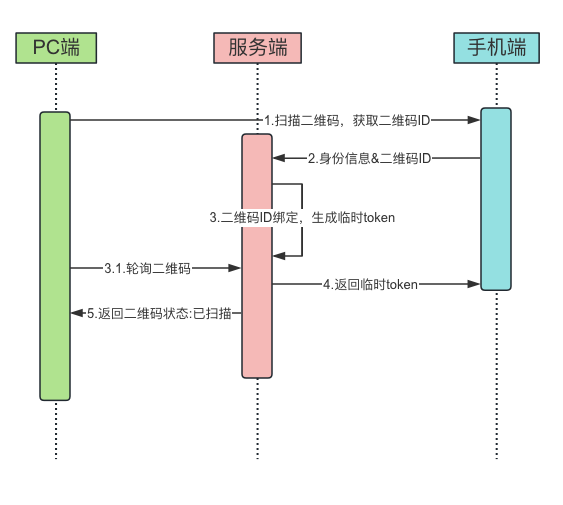 PC端
服务端
手机端
1.扫描二维码，获取二维码ID
2.身份信息&二维码ID
3.二维码ID绑定，生成临时token
3.1.轮询二维码
4.返回临时token
5.返回二维码状态:已扫描